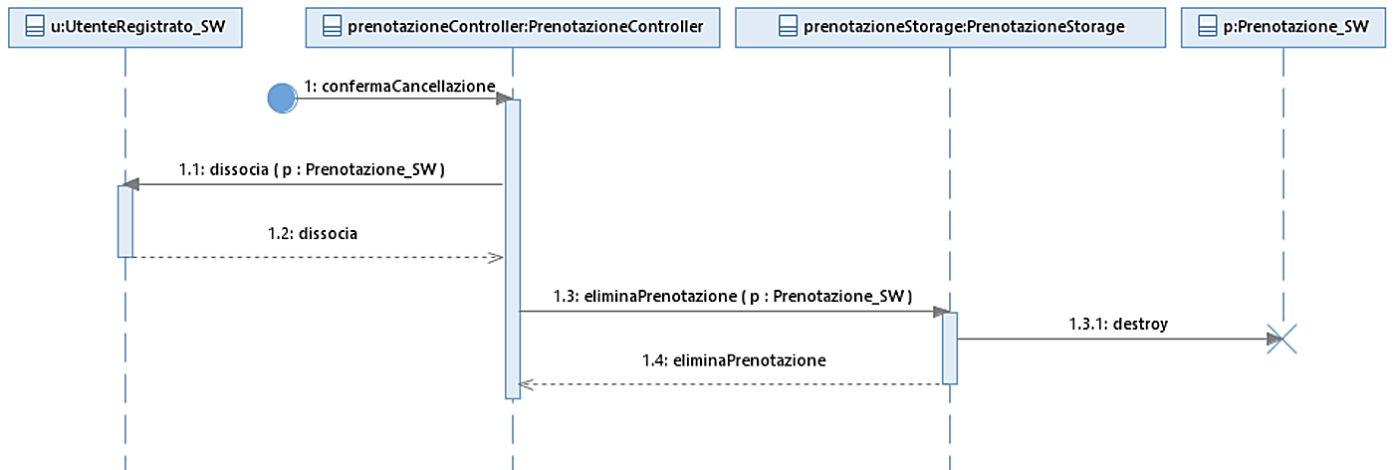 u:UtenteRegistrato_SW
prenotazioneController:PrenotazioneController
prenotazioneStorage:PrenotazioneStorage
p:Prenotazione_SW
1: confermaCancellazione
1.1: dissocia ( p : Prenotazione_SW )
1.2: dissocia
1.3: eliminaPrenotazione ( p : Prenotazione_SW )
1.3.1: destroy
1.4: eliminaPrenotazione